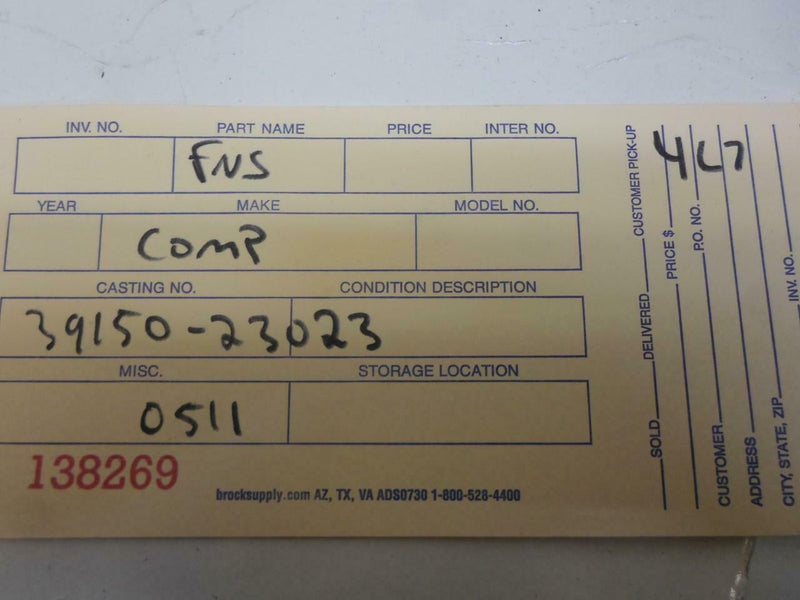 INV. NO. PART NAME PRICE INTER NO.
FNS
YEAR MAKE MODEL NO.
COMP
CASTING NO. CONDITION DESCRIPTION
39150-23023
MISC. STORAGE LOCATION
0511
138269
brocksupply.com AZ, TX, VA ADS0730 1-800-528-4400
SOLD DELIVERED CUSTOMER PICK-UP
PRICE $
P.O. NO.
CUSTOMER
ADDRESS
CITY, STATE, ZIP
INV. NO.